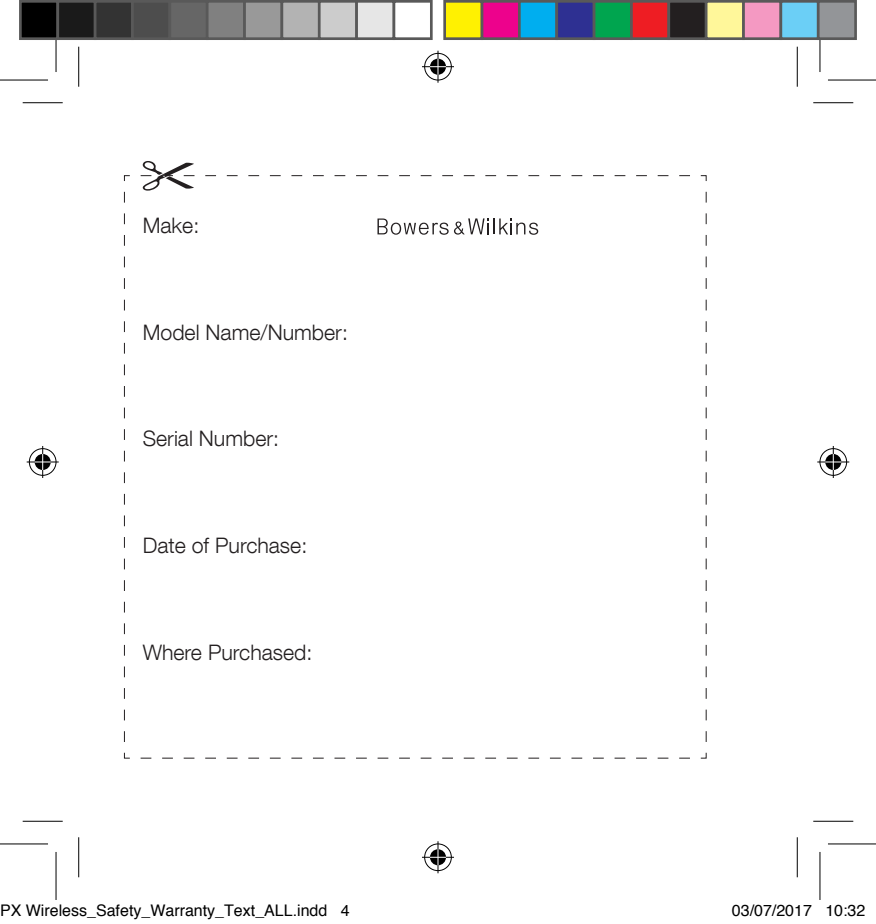 Make: Bowers & Wilkins
Model Name/Number:
Serial Number:
Date of Purchase:
Where Purchased:
PX Wireless_Safety_Warranty_Text_ALL.indd 4 03/07/2017 10:32